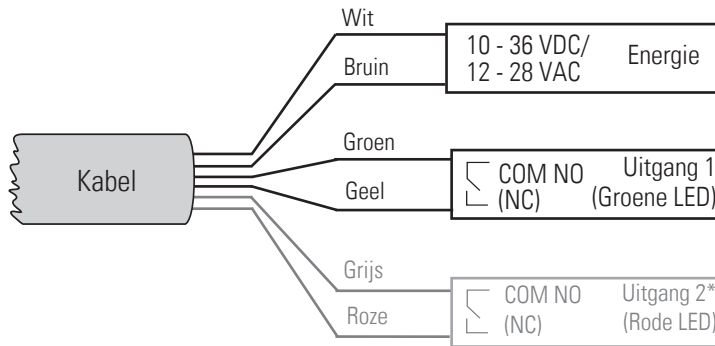 Wit
10 - 36 VDC/
12 - 28 VAC
Energie
Bruin
Kabel
Groen
COM NO
(NC)
Uitgang 1
(Groene LED)
Geel
Grijs
COM NO
(NC)
Uitgang 2*
(Rode LED)
Roze